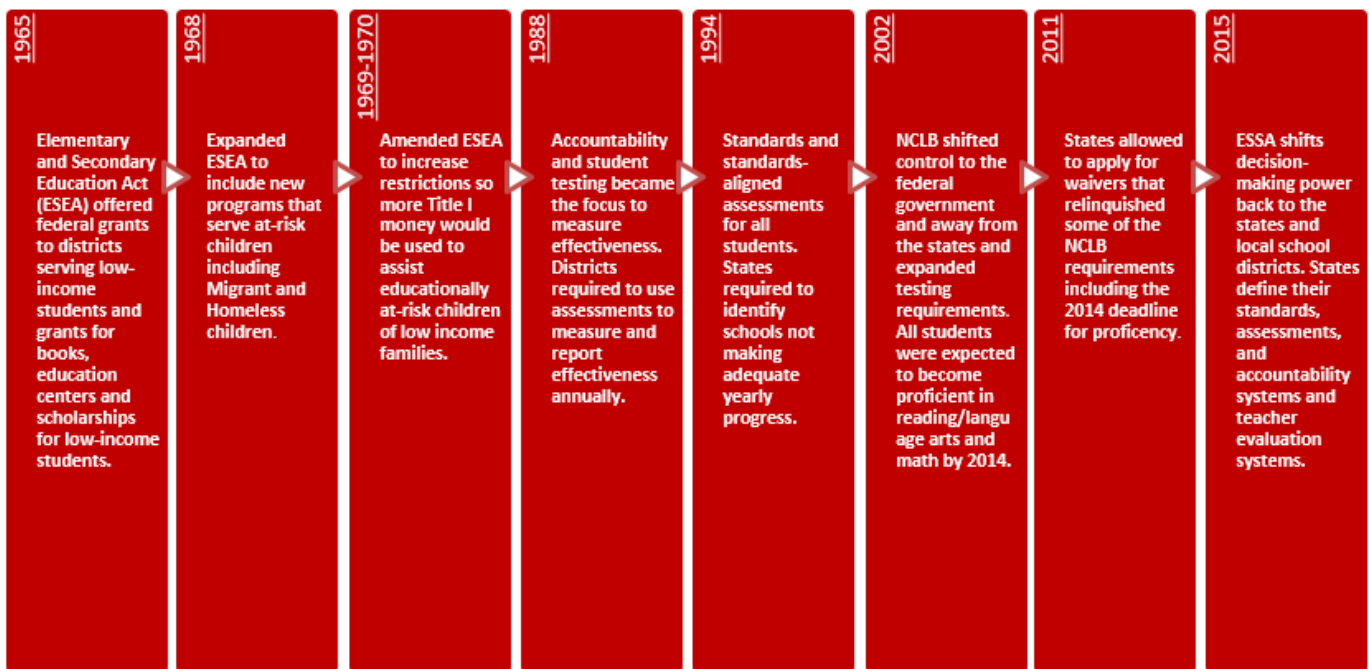 1965
Elementary
and Secondary
Education Act
(ESEA) offered
federal grants
to districts
serving low-
income
students and
grants for
books,
education
centers and
scholarships
for low-income
students.
1968
Expanded
ESEA to
include new
programs that
serve at-risk
children
including
Migrant and
Homeless
children.
1969-1970
Amended ESEA
to increase
restrictions so
more Title I
money would
be used to
assist
educationally
at-risk children
of low income
families.
1988
Accountability
and student
testing became
the focus to
measure
effectiveness.
Districts
required to use
assessments to
measure and
report
effectiveness
annually.
1994
Standards and
standards-
aligned
assessments
for all
students.
States
required to
identify
schools not
making
adequate
yearly
progress.
2002
NCLB shifted
control to the
federal
government
and away from
the states and
expanded
testing
requirements.
All students
were expected
to become
proficient in
reading/langu
age arts and
math by 2014.
2011
States allowed
to apply for
waivers that
relinquished
some of the
NCLB
requirements
including the
2014 deadline
for proficency.
2015
ESSA shifts
decision-
making power
back to the
states and
local school
districts. States
define their
standards,
assessments,
and
accountability
systems and
teacher
evaluation
systems.